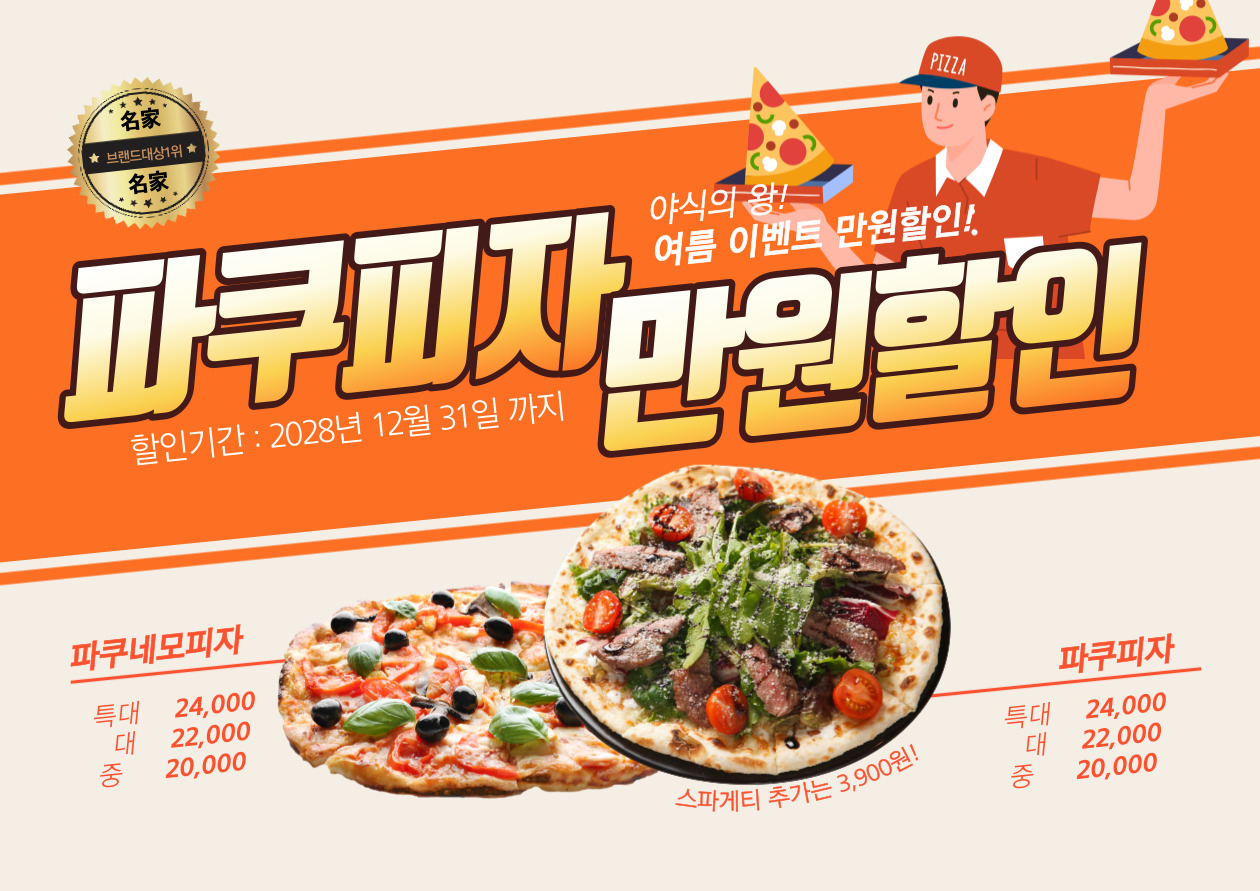 名家
브랜드대상1위
名家
PIZZA
야식의 왕!
여름 이벤트 만원할인!
파쿠피자
만원할인
할인기간 : 2028년 12월 31일 까지
파쿠네모피자
특대 24,000
대 22,000
중 20,000
스파게티 추가는 3,900원!
파쿠피자
특대 24,000
대 22,000
중 20,000